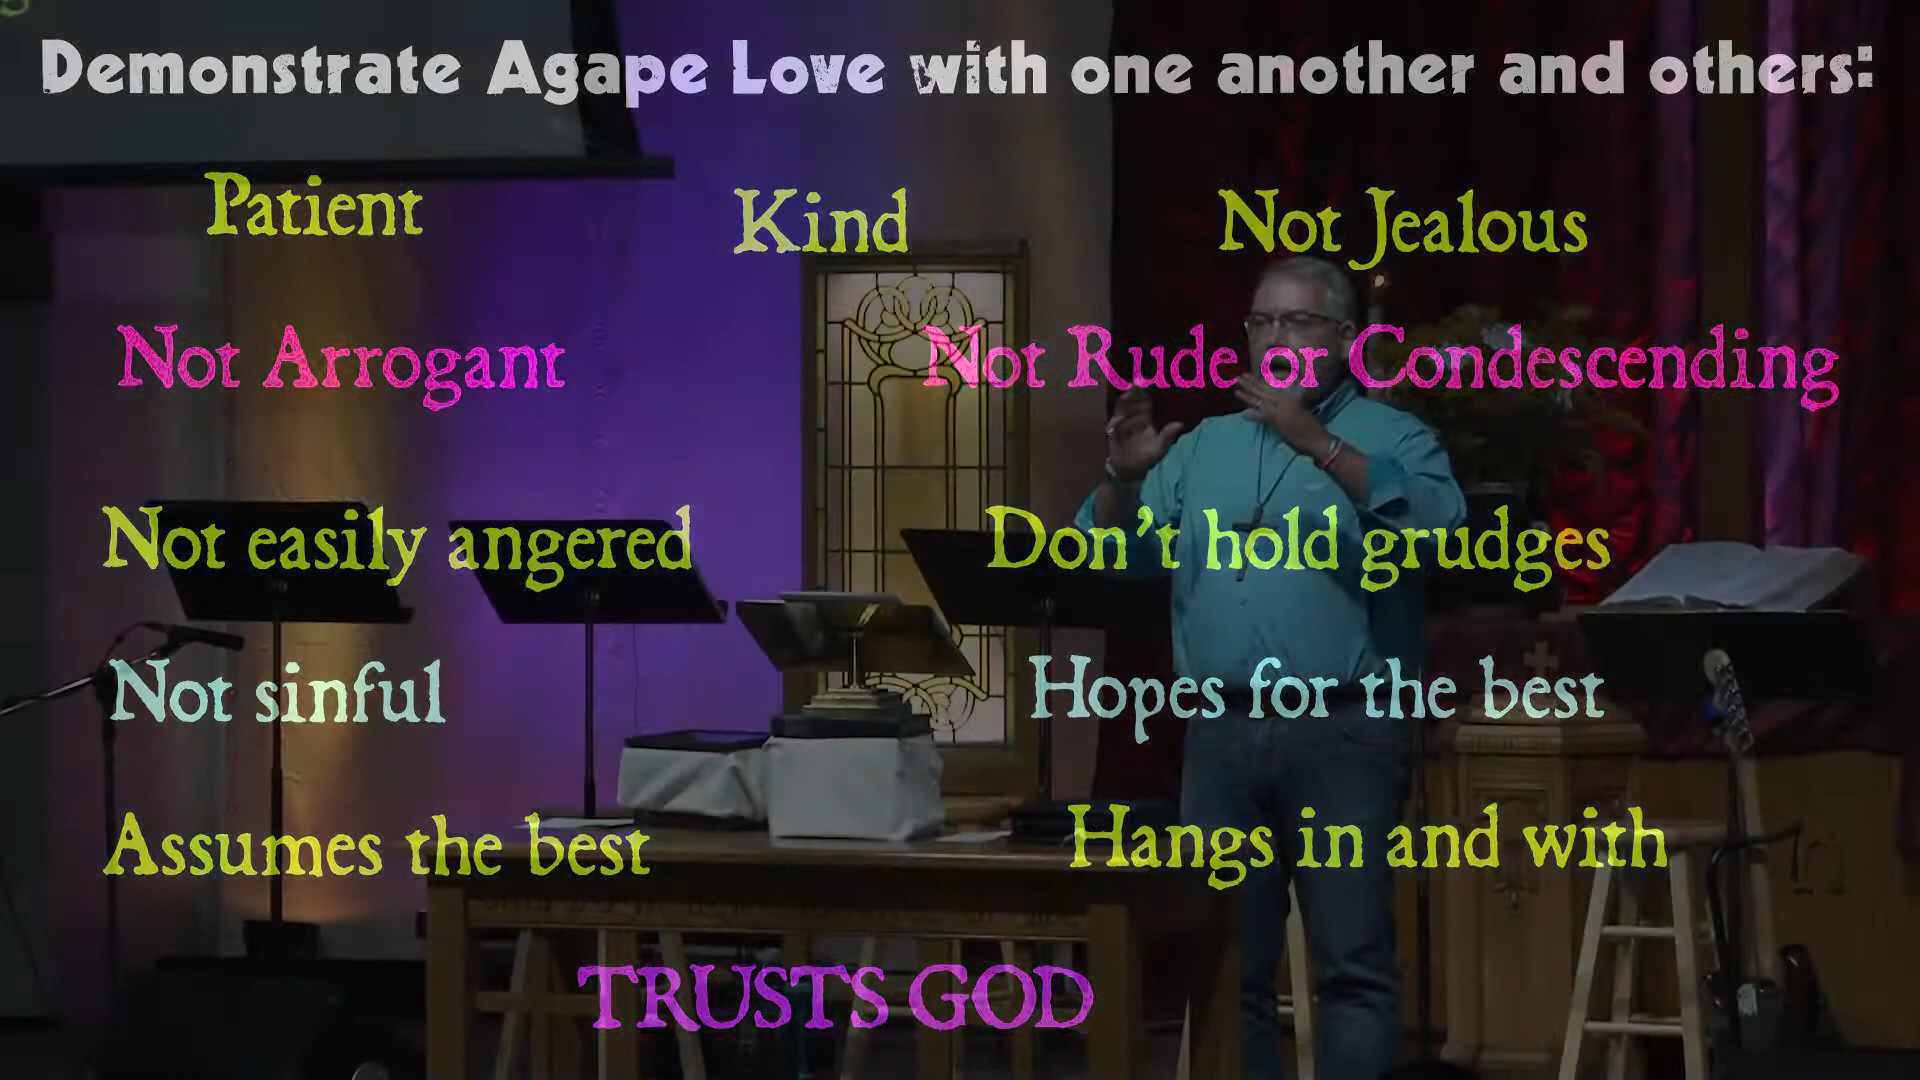 Demonstrate Agape Love with one another and others:
Patient Kind Not Jealous
Not Arrogant Not Rude or Condescending
Not easily angered Don't hold grudges
Not sinful Hopes for the best
Assumes the best Hangs in and with
TRUSTS GOD